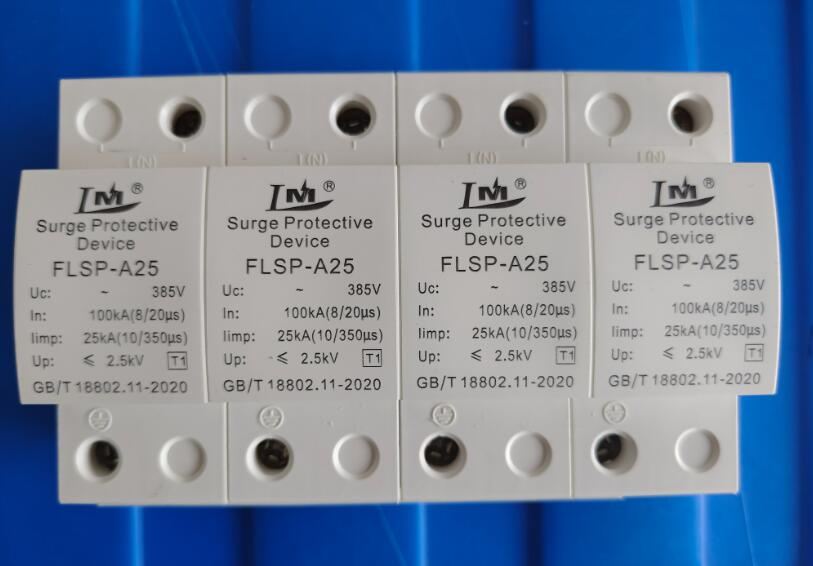 L(N) L(N) L(N) L(N)
LM® LM® LM® LM®
Surge Protective Surge Protective Surge Protective Surge Protective
Device Device Device Device
FLSP-A25 FLSP-A25 FLSP-A25 FLSP-A25
Uc: ~ 385V Uc: ~ 385V Uc: ~ 385V Uc: ~ 385V
In: 100kA(8/20μs) In: 100kA(8/20μs) In: 100kA(8/20μs) In: 100kA(8/20μs)
Iimp: 25kA(10/350μs) Iimp: 25kA(10/350μs) Iimp: 25kA(10/350μs) Iimp: 25kA(10/350μs)
Up: ≤ 2.5kV T1 Up: ≤ 2.5kV T1 Up: ≤ 2.5kV T1 Up: ≤ 2.5kV T1
GB/T 18802.11-2020 GB/T 18802.11-2020 GB/T 18802.11-2020 GB/T 18802.11-2020